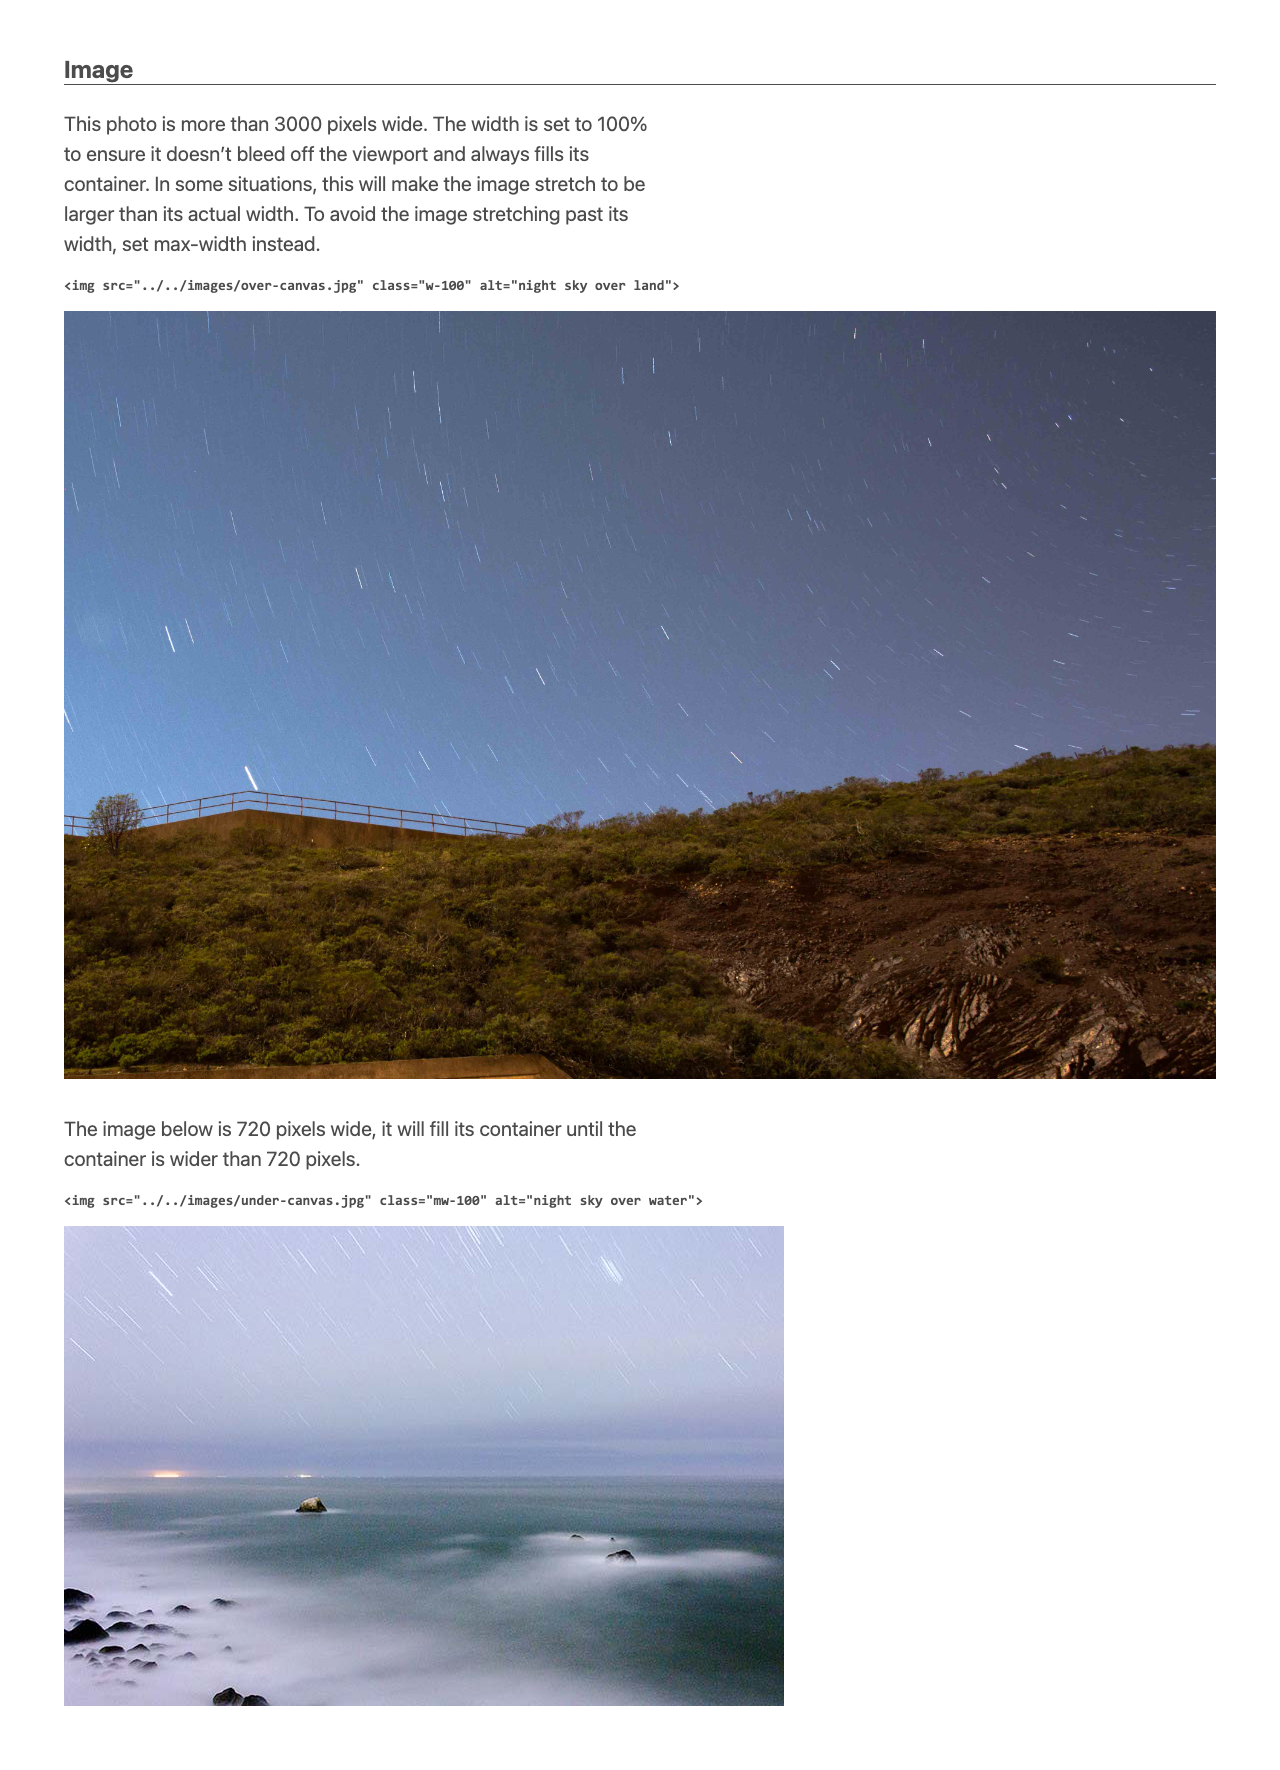 Image
This photo is more than 3000 pixels wide. The width is set to 100%
to ensure it doesn’t bleed off the viewport and always fills its
container. In some situations, this will make the image stretch to be
larger than its actual width. To avoid the image stretching past its
width, set max-width instead.
<img src="../../images/over-canvas.jpg" class="w-100" alt="night sky over land">
The image below is 720 pixels wide, it will fill its container until the
container is wider than 720 pixels.
<img src="../../images/under-canvas.jpg" class="mw-100" alt="night sky over water">